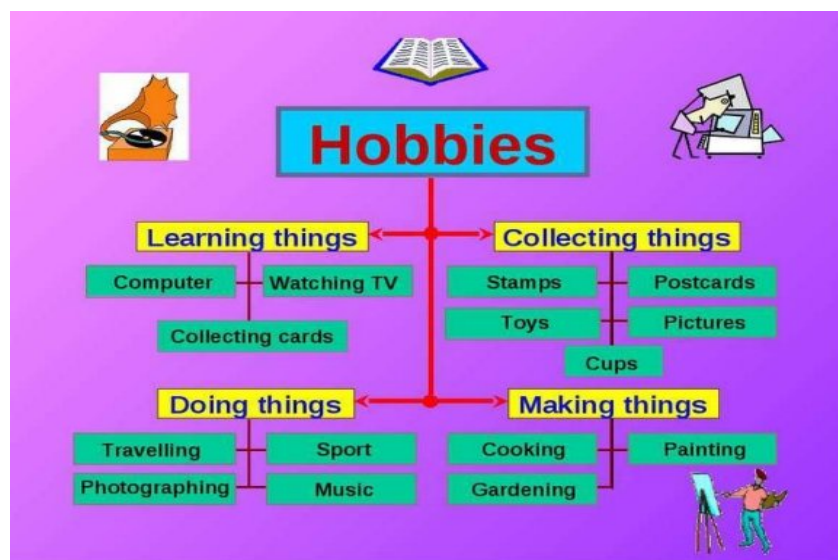 Hobbies
Learning things
Computer
Watching TV
Collecting cards
Collecting things
Stamps
Postcards
Toys
Pictures
Cups
Doing things
Travelling
Sport
Photographing
Music
Making things
Cooking
Painting
Gardening